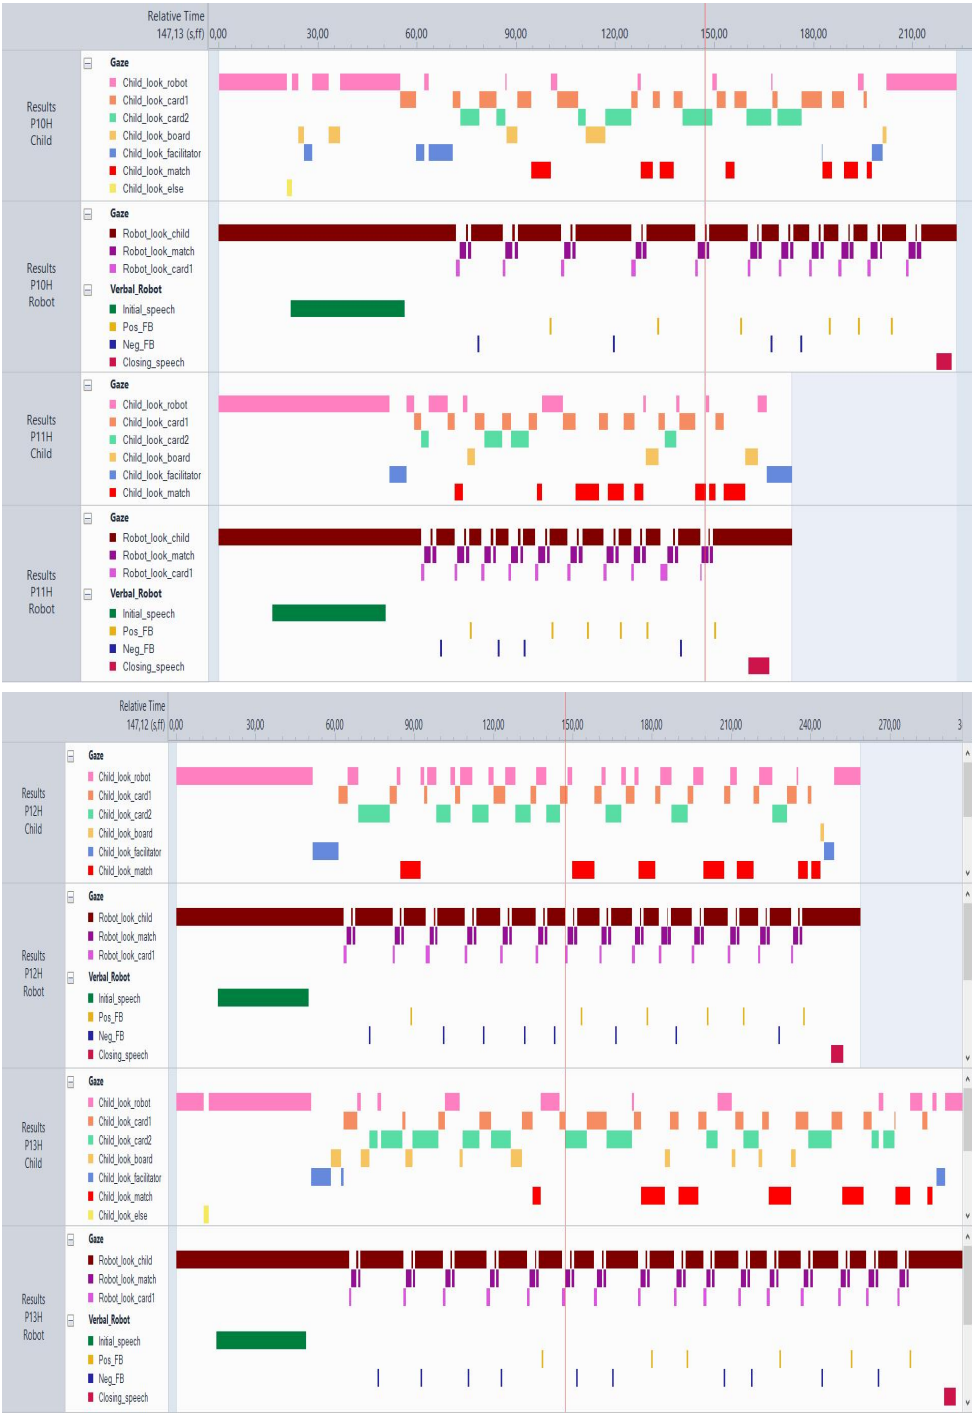 Relative Time
147,13 (s,ff) 0,00 30,00 60,00 90,00 120,00 150,00 180,00 210,00
Results
P10H
Child
Gaze
Child_look_robot
Child_look_card1
Child_look_card2
Child_look_board
Child_look_facilitator
Child_look_match
Child_look_else
Results
P10H
Robot
Gaze
Robot_look_child
Robot_look_match
Robot_look_card1
Verbal_Robot
Initial_speech
Pos_FB
Neg_FB
Closing_speech
Results
P11H
Child
Gaze
Child_look_robot
Child_look_card1
Child_look_card2
Child_look_board
Child_look_facilitator
Child_look_match
Results
P11H
Robot
Gaze
Robot_look_child
Robot_look_match
Robot_look_card1
Verbal_Robot
Initial_speech
Pos_FB
Neg_FB
Closing_speech
Relative Time
147,12 (s,ff) 0,00 30,00 60,00 90,00 120,00 150,00 180,00 210,00 240,00 270,00 3
Results
P12H
Child
Gaze
Child_look_robot
Child_look_card1
Child_look_card2
Child_look_board
Child_look_facilitator
Child_look_match
Results
P12H
Robot
Gaze
Robot_look_child
Robot_look_match
Robot_look_card1
Verbal_Robot
Initial_speech
Pos_FB
Neg_FB
Closing_speech
Results
P13H
Child
Gaze
Child_look_robot
Child_look_card1
Child_look_card2
Child_look_board
Child_look_facilitator
Child_look_match
Child_look_else
Results
P13H
Robot
Gaze
Robot_look_child
Robot_look_match
Robot_look_card1
Verbal_Robot
Initial_speech
Pos_FB
Neg_FB
Closing_speech